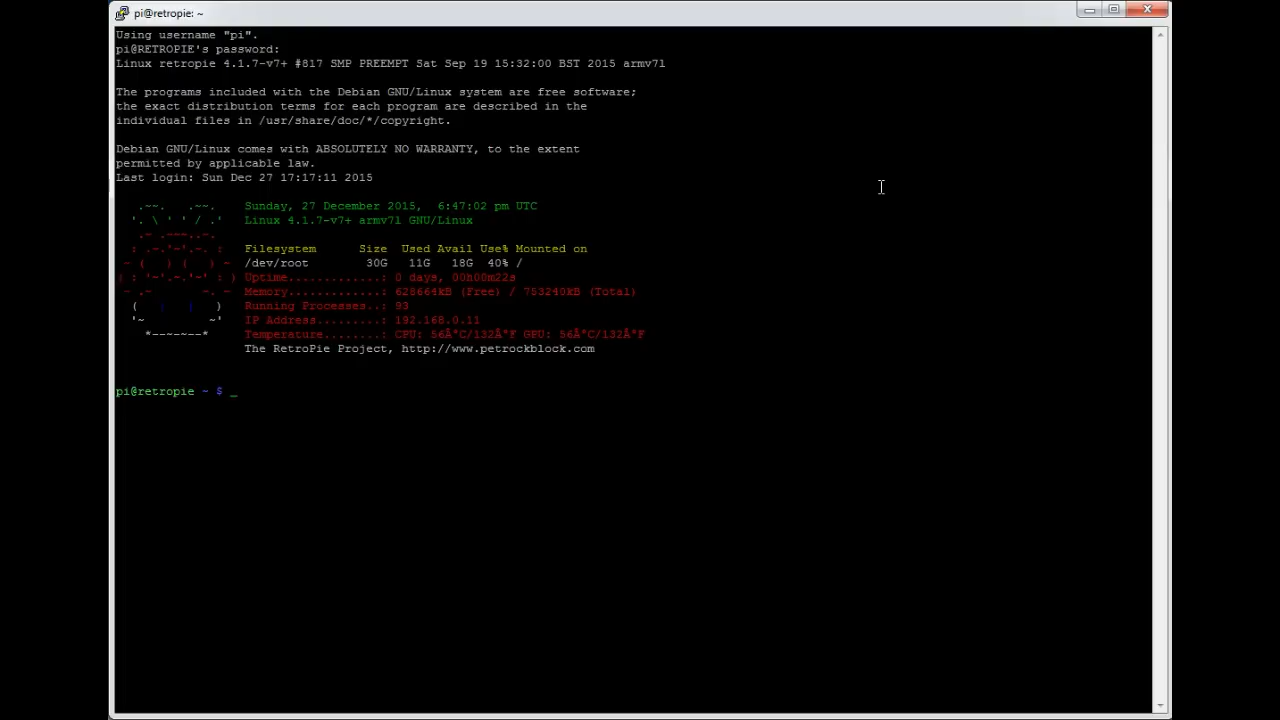 pi@retropie: ~
Using username "pi".
pi@RETROPIE's password:
Linux retropie 4.1.7-v7+ #817 SMP PREEMPT Sat Sep 19 15:32:00 BST 2015 armv7l
The programs included with the Debian GNU/Linux system are free software;
the exact distribution terms for each program are described in the
individual files in /usr/share/doc/*/copyright.
Debian GNU/Linux comes with ABSOLUTELY NO WARRANTY, to the extent
permitted by applicable law.
Last login: Sun Dec 27 17:17:11 2015
Sunday, 27 December 2015, 6:47:02 pm UTC
Linux 4.1.7-v7+ armv7l GNU/Linux
Filesystem Size Used Avail Use% Mounted on
/dev/root 30G 11G 18G 40% /
Uptime.............: 0 days, 00h00m22s
Memory.............: 628664kB (Free) / 753240kB (Total)
Running Processes..: 93
IP Address.........: 192.168.0.11
Temperature........: CPU: 56Â°C/132Â°F GPU: 56Â°C/132Â°F
The RetroPie Project, http://www.petrockblock.com
pi@retropie ~ $ _